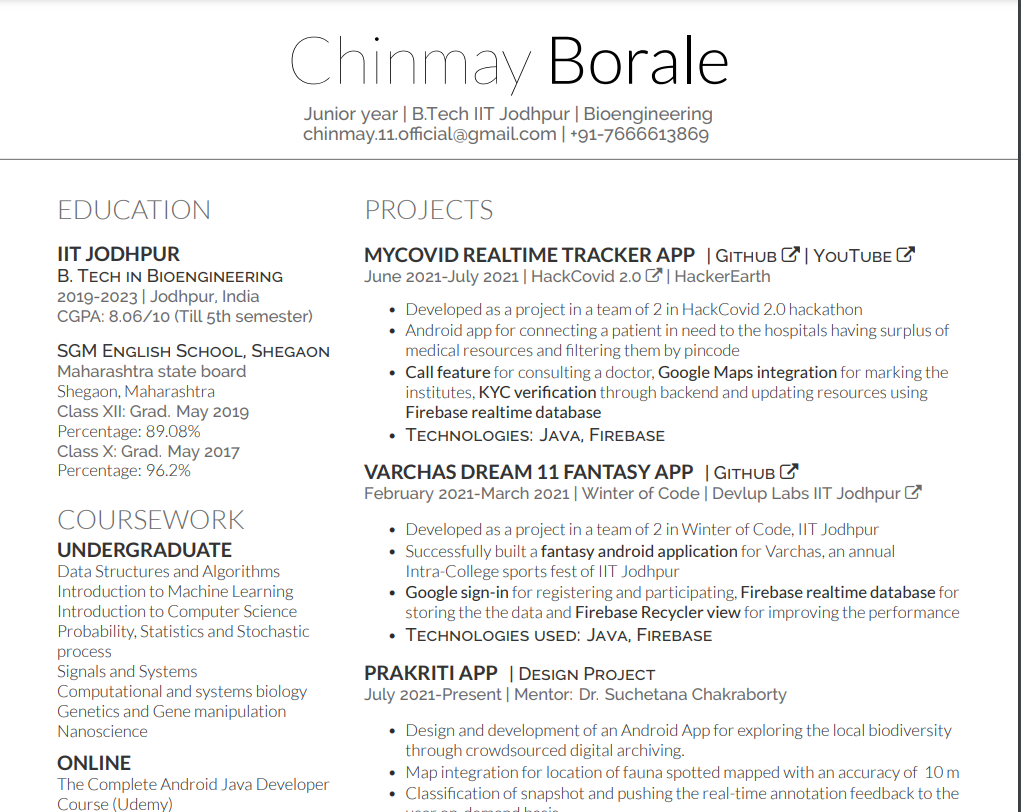 Chinmay Borale
Junior year | B.Tech IIT Jodhpur | Bioengineering
chinmay.11.official@gmail.com | +91-7666613869
EDUCATION
IIT JODHPUR
B. Tech in Bioengineering
2019-2023 | Jodhpur, India
CGPA: 8.06/10 (Till 5th semester)
SGM English School, Shegaon
Maharashtra state board
Shegaon, Maharashtra
Class XII: Grad. May 2019
Percentage: 89.08%
Class X: Grad. May 2017
Percentage: 96.2%
COURSEWORK
UNDERGRADUATE
Data Structures and Algorithms
Introduction to Machine Learning
Introduction to Computer Science
Probability, Statistics and Stochastic
process
Signals and Systems
Computational and systems biology
Genetics and Gene manipulation
Nanoscience
ONLINE
The Complete Android Java Developer
Course (Udemy)
PROJECTS
MYCOVID REALTIME TRACKER APP | Github | YouTube
June 2021-July 2021 | HackCovid 2.0 | HackerEarth
• Developed as a project in a team of 2 in HackCovid 2.0 hackathon
• Android app for connecting a patient in need to the hospitals having surplus of
medical resources and filtering them by pincode
• Call feature for consulting a doctor, Google Maps integration for marking the
institutes, KYC verification through backend and updating resources using
Firebase realtime database
• Technologies: Java, Firebase
VARCHAS DREAM 11 FANTASY APP | Github
February 2021-March 2021 | Winter of Code | Devlup Labs IIT Jodhpur
• Developed as a project in a team of 2 in Winter of Code, IIT Jodhpur
• Successfully built a fantasy android application for Varchas, an annual
Intra-College sports fest of IIT Jodhpur
• Google sign-in for registering and participating, Firebase realtime database for
storing the the data and Firebase Recycler view for improving the performance
• Technologies used: Java, Firebase
PRAKRITI APP | Design Project
July 2021-Present | Mentor: Dr. Suchetana Chakraborty
• Design and development of an Android App for exploring the local biodiversity
through crowdsourced digital archiving.
• Map integration for location of fauna spotted mapped with an accuracy of 10 m
• Classification of snapshot and pushing the real-time annotation feedback to the
user on-demand basis